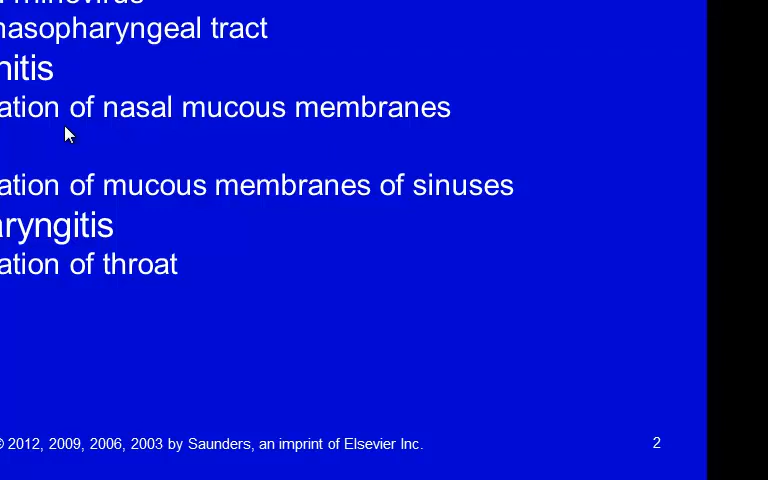 nasopharyngeal tract
nitis
ation of nasal mucous membranes
ation of mucous membranes of sinuses
aryngitis
ation of throat
© 2012, 2009, 2006, 2003 by Saunders, an imprint of Elsevier Inc.
2